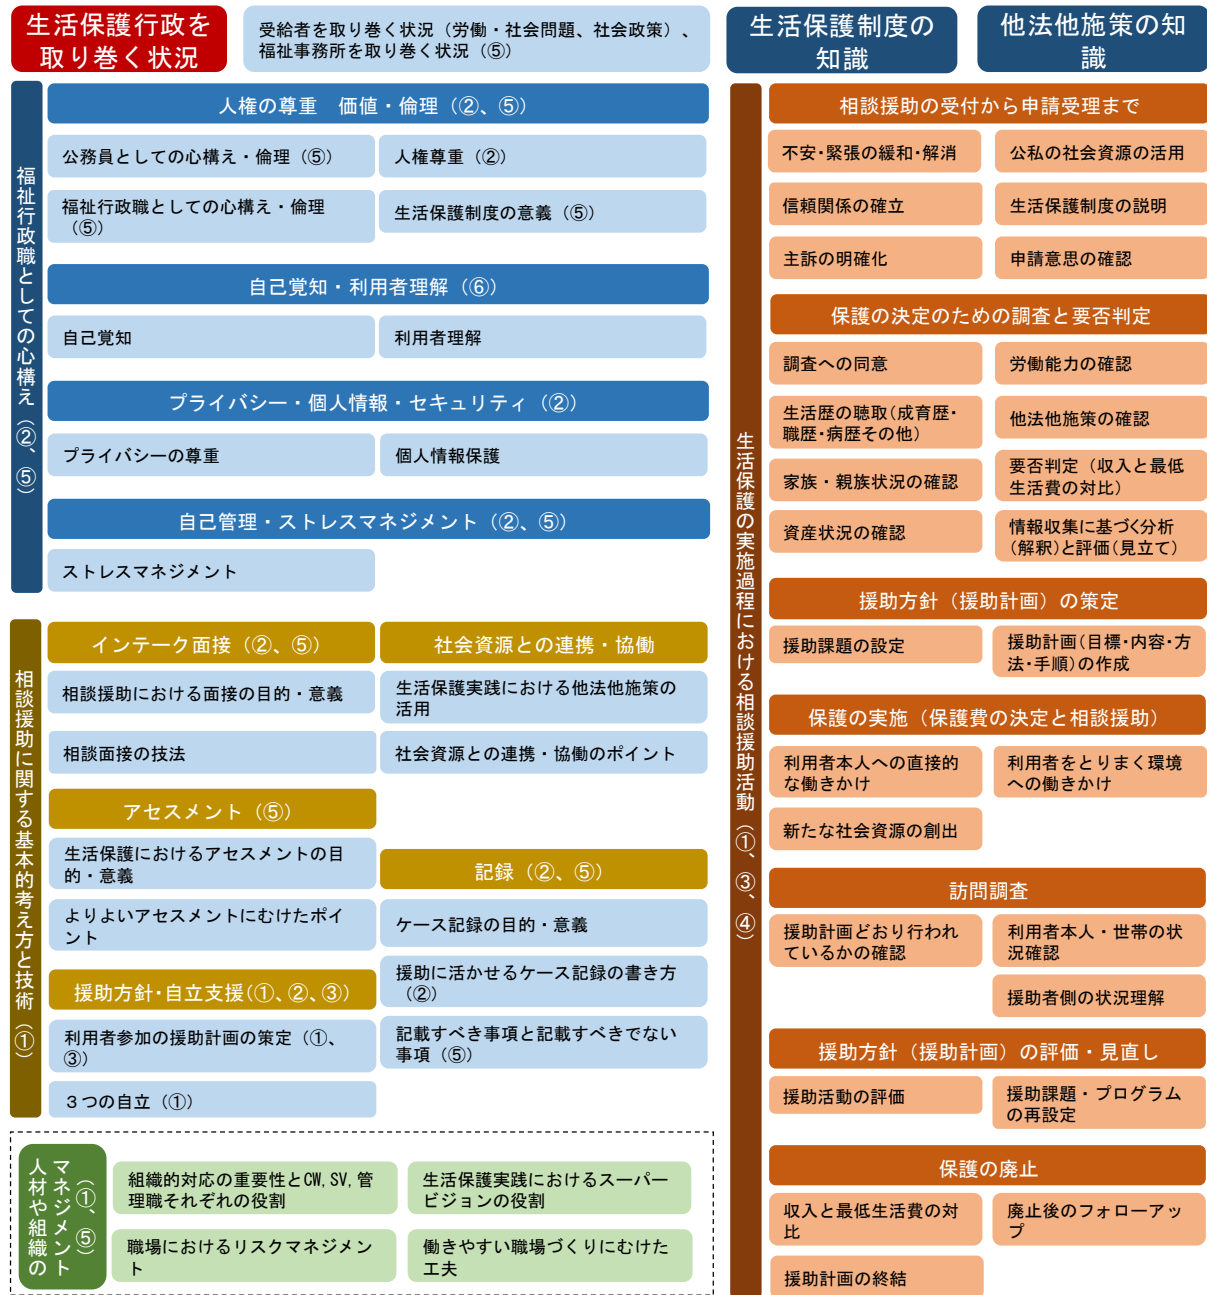 生活保護行政を
取り巻く状況
受給者を取り巻く状況（労働・社会問題、社会政策）、
福祉事務所を取り巻く状況（⑤）
福祉行政職としての心構え（②、⑤）
人権の尊重　価値・倫理（②、⑤）
公務員としての心構え・倫理（⑤）
人権尊重（②）
福祉行政職としての心構え・倫理
（⑤）
生活保護制度の意義（⑤）
自己覚知・利用者理解（⑥）
自己覚知
利用者理解
プライバシー・個人情報・セキュリティ（②）
プライバシーの尊重
個人情報保護
自己管理・ストレスマネジメント（②、⑤）
ストレスマネジメント
相談援助に関する基本的考え方と技術（①）
インテーク面接（②、⑤）
相談援助における面接の目的・意義
相談面接の技法
アセスメント（⑤）
生活保護におけるアセスメントの目
的・意義
よりよいアセスメントにむけたポイ
ント
援助方針・自立支援（①、②、③）
利用者参加の援助計画の策定（①、
③）
３つの自立（①）
社会資源との連携・協働
生活保護実践における他法他施策の
活用
社会資源との連携・協働のポイント
記録（②、⑤）
ケース記録の目的・意義
援助に活かせるケース記録の書き方
（②）
記載すべき事項と記載すべきでない
事項（⑤）
人材や組織の
マネジメント
（①、⑤）
組織的対応の重要性とCW,SV,管
理職それぞれの役割
生活保護実践におけるスーパー
ビジョンの役割
職場におけるリスクマネジメン
ト
働きやすい職場づくりにむけた
工夫
生活保護制度の
知識
他法他施策の知
識
生活保護の実施過程における相談援助活動（①、③、④）
相談援助の受付から申請受理まで
不安・緊張の緩和・解消
公私の社会資源の活用
信頼関係の確立
生活保護制度の説明
主訴の明確化
申請意思の確認
保護の決定のための調査と要否判定
調査への同意
労働能力の確認
生活歴の聴取（成育歴・
職歴・病歴その他）
他法他施策の確認
家族・親族状況の確認
要否判定（収入と最低
生活費の対比）
資産状況の確認
情報収集に基づく分析
（解釈）と評価（見立て）
援助方針（援助計画）の策定
援助課題の設定
援助計画（目標・内容・方
法・手順）の作成
保護の実施（保護費の決定と相談援助）
利用者本人への直接的
な働きかけ
利用者をとりまく環境
への働きかけ
新たな社会資源の創出
訪問調査
援助計画どおり行われ
ているかの確認
利用者本人・世帯の状
況確認
援助者側の状況理解
援助方針（援助計画）の評価・見直し
援助活動の評価
援助課題・プログラム
の再設定
保護の廃止
収入と最低生活費の対
比
廃止後のフォローアッ
プ
援助計画の終結